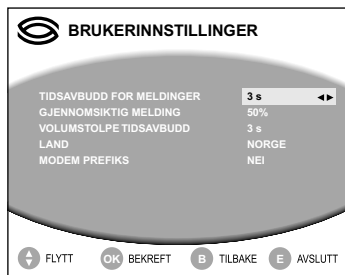 BRUKERINNSTILLINGER
TIDSAVBUDD FOR MELDINGER 3 s
GJENNOMSIKTIG MELDING 50%
VOLUMSTOLPE TIDSAVBUDD 3 s
LAND NORGE
MODEM PREFIKS NEI
FLYTT OK BEKREFT B TILBAKE E AVSLUTT